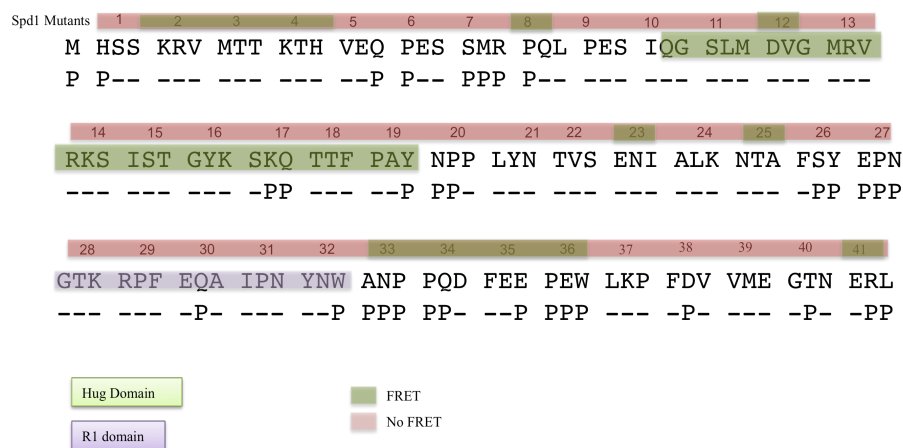 Spd1 Mutants 1 2 3 4 5 6 7 8 9 10 11 12 13
M HSS KRV MTT KTH VEQ PES SMR PQL PES IQG SLM DVG MRV
P P-- --- --- --- --P P-- PPP P-- --- --- --- --- ---
14 15 16 17 18 19 20 21 22 23 24 25 26 27
RKS IST GYK SKQ TTF PAY NPP LYN TVS ENI ALK NTA FSY EPN
--- --- --- -PP --- --P PP- --- --- --- --- --- -PP PPP
28 29 30 31 32 33 34 35 36 37 38 39 40 41
GTK RPF EQA IPN YNW ANP PQD FEE PEW LKP FDV VME GTN ERL
--- --- -P- --- --P PPP PP- --P PPP --- -P- --- -P- -PP
Hug Domain
R1 domain
FRET
No FRET